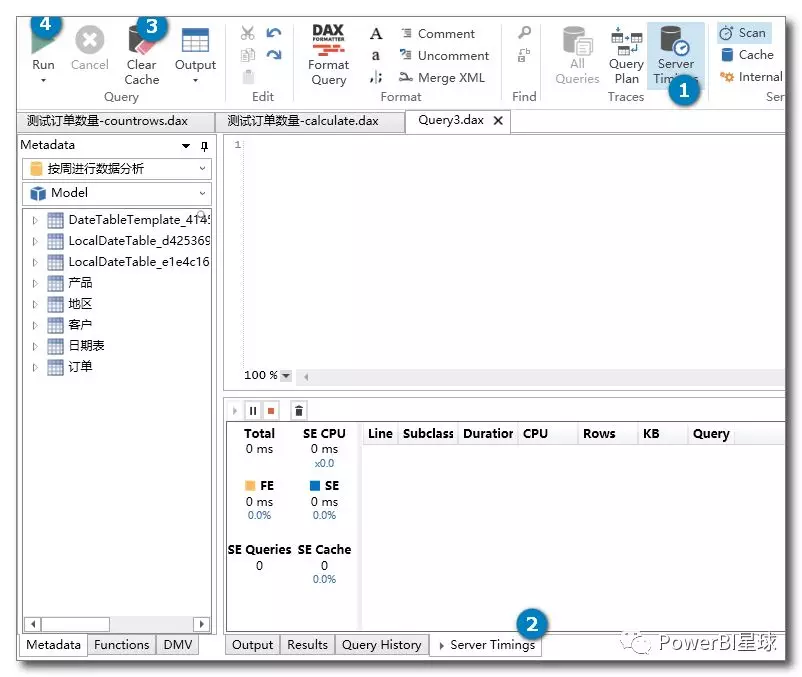 4 3
Run Cancel Clear Cache Output
Query
Edit
DAX FORMATTER
Format Query
A Comment
a Uncomment
Merge XML
Format
Find
All Queries
Query Plan
Server Timings
1
Traces
Scan
Cache
Internal
Ser
测试订单数量-countrows.dax 测试订单数量-calculate.dax Query3.dax
Metadata
按周进行数据分析
Model
DateTableTemplate_4145
LocalDateTable_d425369
LocalDateTable_e1e4c16
产品
地区
客户
日期表
订单
1
100 %
Total SE CPU
0 ms 0 ms
x0.0
FE SE
0 ms 0 ms
0.0% 0.0%
SE Queries SE Cache
0 0
0.0%
Line Subclass Duration CPU Rows KB Query
2
Metadata Functions DMV
Output Results Query History Server Timings
PowerBI星球